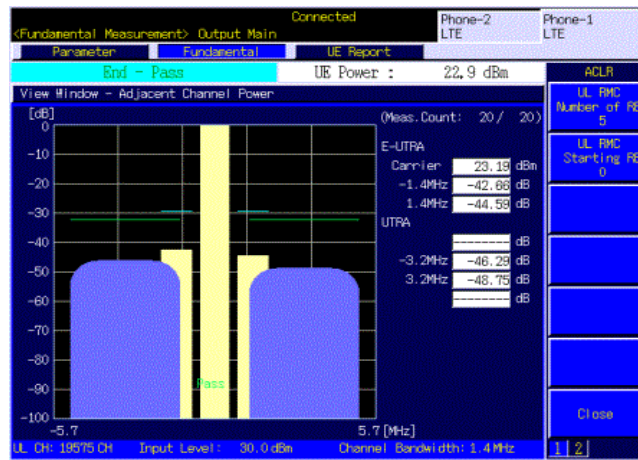 Connected
<Fundamental Measurement> Output Main
Phone-2
LTE
Phone-1
LTE
Parameter
Fundamental
UE Report
End - Pass
UE Power : 22.9 dBm
ACLR
View Window - Adjacent Channel Power
UL RMC
Number of RB
5
UL RMC
Starting RB
0
[dB]
(Meas.Count: 20/ 20)
0
-10
-20
-30
-40
-50
-60
-70
-80
-90
-100
E-UTRA
Carrier 23.19 dBm
-1.4MHz -42.66 dB
1.4MHz -44.59 dB
UTRA
-------- dB
-3.2MHz -46.29 dB
3.2MHz -48.75 dB
-------- dB
Pass
-5.7
5.7 [MHz]
Close
UL CH: 19575 CH Input Level: 30.0 dBm Channel Bandwidth: 1.4 MHz
1 2